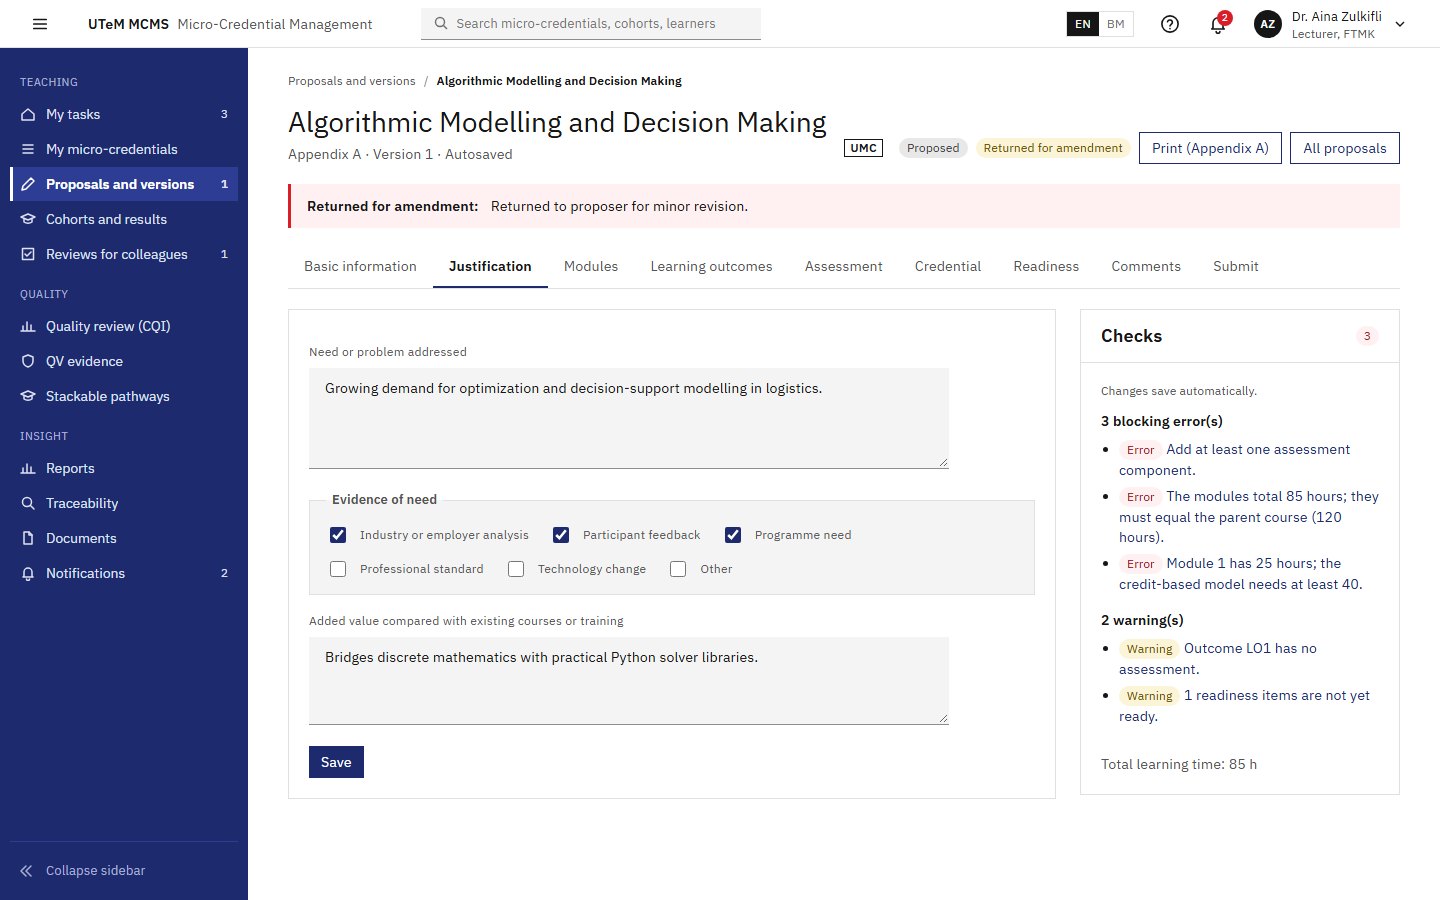 UTeM MCMS Micro-Credential Management
Search micro-credentials, cohorts, learners
EN BM
2
AZ
Dr. Aina Zulkifli
Lecturer, FTMK
TEACHING
My tasks 3
My micro-credentials
Proposals and versions 1
Cohorts and results
Reviews for colleagues 1
QUALITY
Quality review (CQI)
QV evidence
Stackable pathways
INSIGHT
Reports
Traceability
Documents
Notifications 2
Collapse sidebar
Proposals and versions / Algorithmic Modelling and Decision Making
Algorithmic Modelling and Decision Making
Appendix A · Version 1 · Autosaved
UMC Proposed Returned for amendment Print (Appendix A) All proposals
Returned for amendment: Returned to proposer for minor revision.
Basic information Justification Modules Learning outcomes Assessment Credential Readiness Comments Submit
Need or problem addressed
Growing demand for optimization and decision-support modelling in logistics.
Evidence of need
Industry or employer analysis Participant feedback Programme need
Professional standard Technology change Other
Added value compared with existing courses or training
Bridges discrete mathematics with practical Python solver libraries.
Save
Checks 3
Changes save automatically.
3 blocking error(s)
Error Add at least one assessment
component.
Error The modules total 85 hours; they
must equal the parent course (120
hours).
Error Module 1 has 25 hours; the
credit-based model needs at least 40.
2 warning(s)
Warning Outcome LO1 has no
assessment.
Warning 1 readiness items are not yet
ready.
Total learning time: 85 h